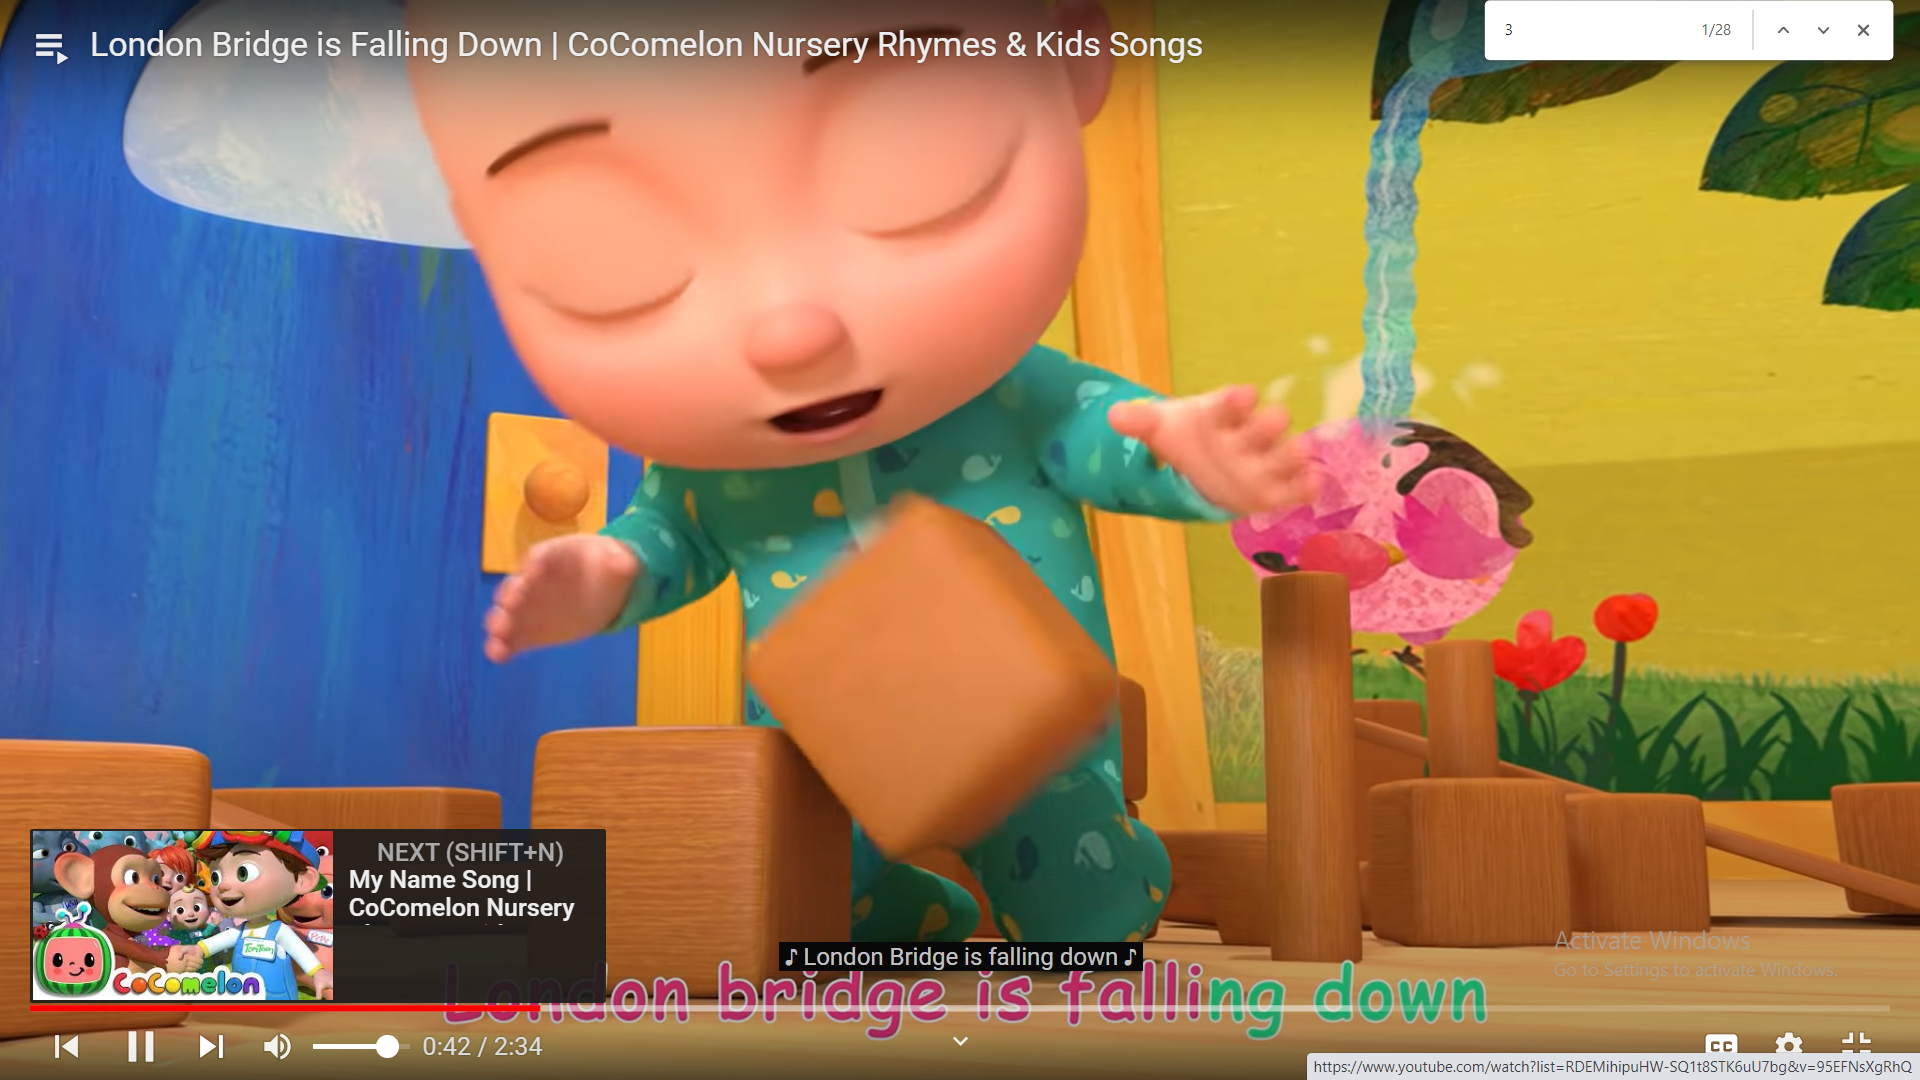 London Bridge is Falling Down | CoComelon Nursery Rhymes & Kids Songs
3
1/28
NEXT (SHIFT+N)
My Name Song |
CoComelon Nursery
TomTom
CoComelon
♪ London Bridge is falling down ♪
London bridge is falling down
Activate Windows
Go to Settings to activate Windows.
0:42 / 2:34
CC
https://www.youtube.com/watch?list=RDEMihipuHW-SQ1t8STK6uU7bg&v=95EFNsXgRhQ